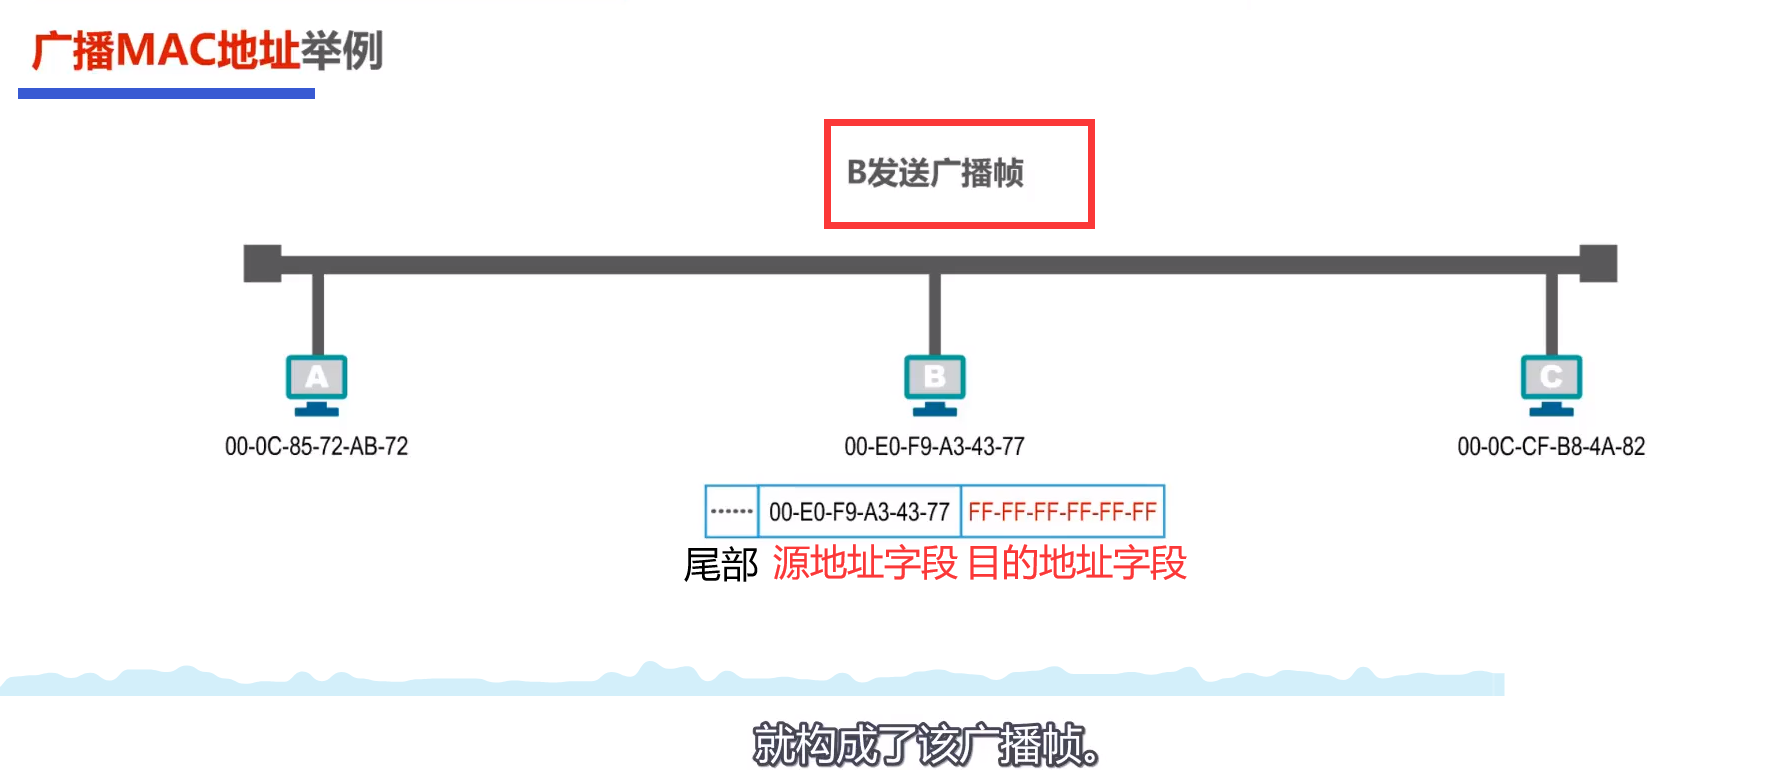 广播MAC地址举例
B发送广播帧
A
B
C
00-0C-85-72-AB-72
00-E0-F9-A3-43-77
00-0C-CF-B8-4A-82
······ 00-E0-F9-A3-43-77 FF-FF-FF-FF-FF-FF
尾部 源地址字段 目的地址字段
就构成了该广播帧。